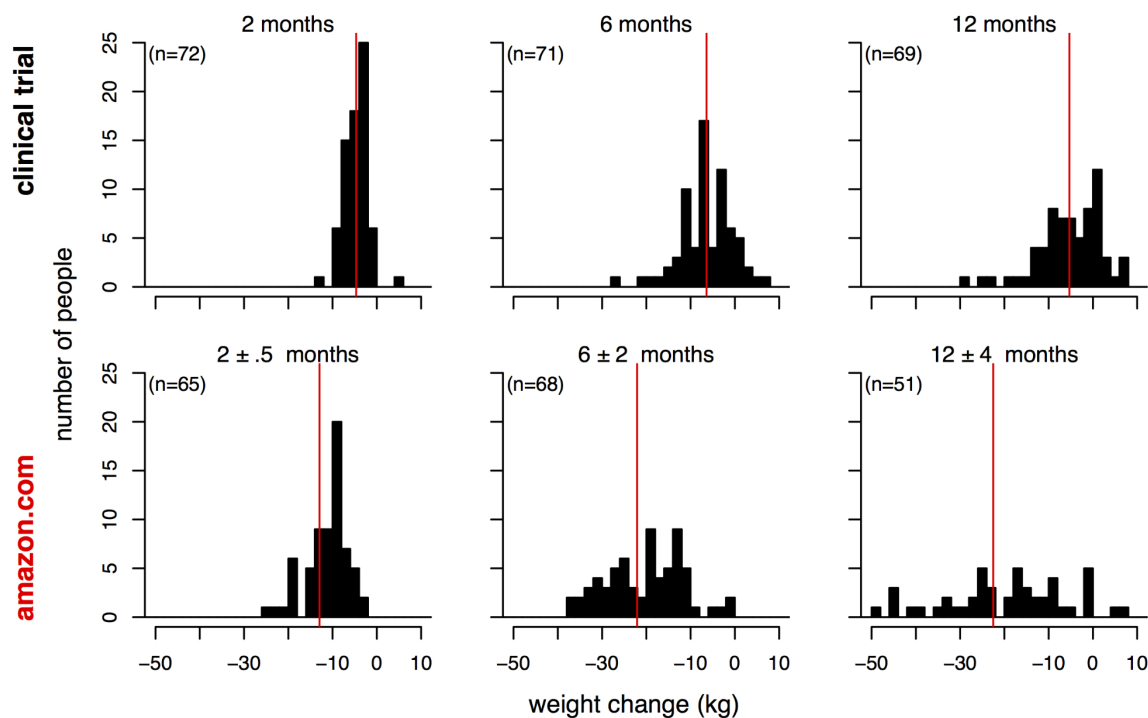 2 months
6 months
12 months
clinical trial
(n=72)
(n=71)
(n=69)
25
20
15
10
5
0
number of people
2 ± .5 months
6 ± 2 months
12 ± 4 months
amazon.com
(n=65)
(n=68)
(n=51)
25
20
15
10
5
0
−50 −30 −10 0 10
−50 −30 −10 0 10
−50 −30 −10 0 10
weight change (kg)